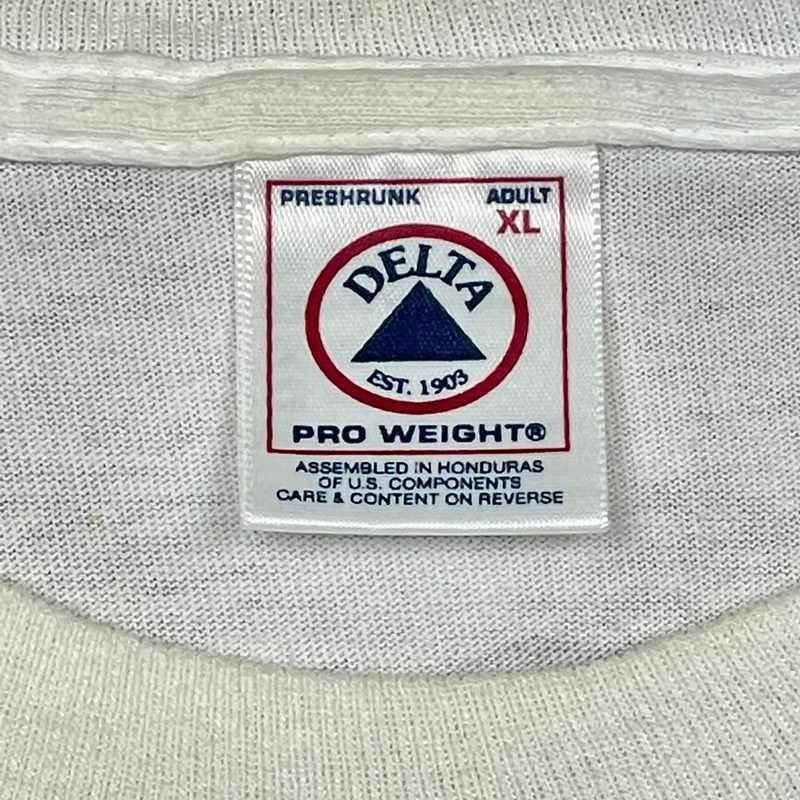 PRESHRUNK ADULT
XL
DELTA
EST. 1903
PRO WEIGHT®
ASSEMBLED IN HONDURAS
OF U.S. COMPONENTS
CARE & CONTENT ON REVERSE